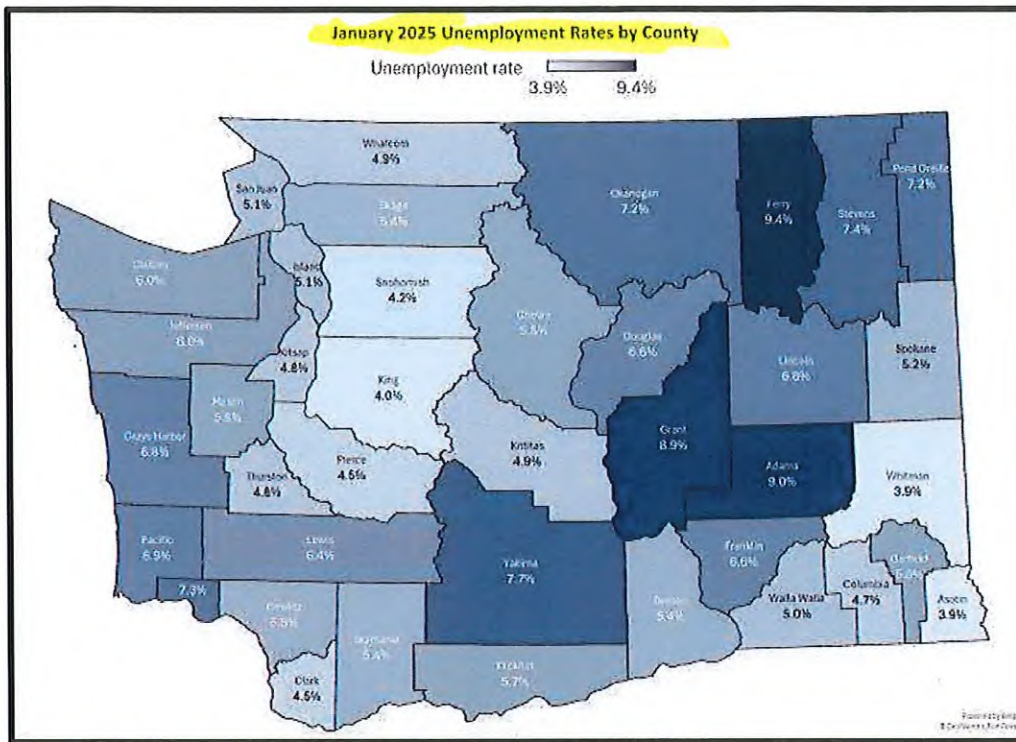 January 2025 Unemployment Rates by County
Unemployment rate
3.9% 9.4%
Whatcom
4.9%
San Juan
5.1%
Skagit
5.4%
Okanogan
7.2%
Ferry
9.4%
Stevens
7.4%
Pend Oreille
7.2%
Clallam
6.0%
Island
5.1%
Snohomish
4.2%
Chelan
Douglas
6.6%
Jefferson
6.0%
Kitsap
4.8%
King
4.0%
Lincoln
6.8%
Spokane
5.2%
Mason
Grays Harbor
6.8%
Grant
8.9%
Kittitas
4.9%
Adams
9.0%
Whitman
3.9%
Thurston
4.8%
Pierce
4.5%
Pacific
6.9%
Lewis
6.4%
Yakima
7.7%
Franklin
6.6%
Garfield
7.3%
Cowlitz
Skamania
5.4%
Benton
5.4%
Walla Walla
5.0%
Columbia
4.7%
Asotin
3.9%
Clark
4.5%
Klickitat
5.7%